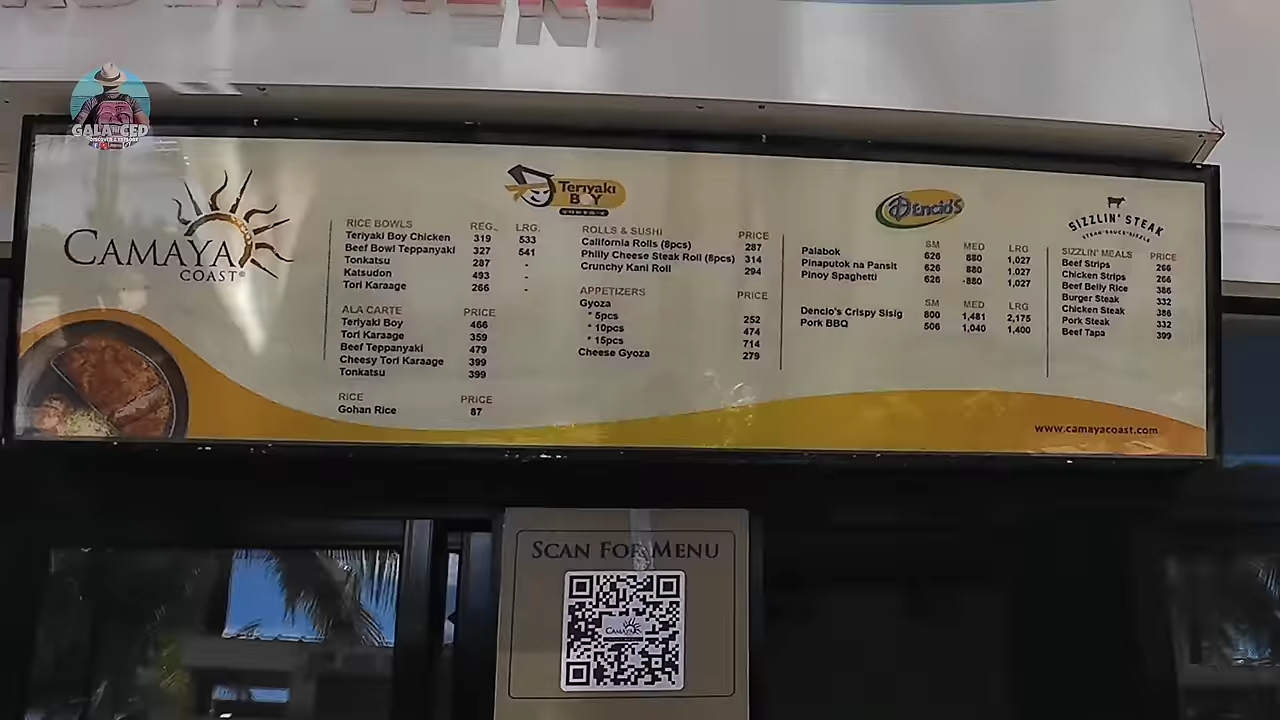 GALA CED
DISCOVER & EXPLORE
CAMAYA
COAST
RICE BOWLS REG. LRG.
Teriyaki Boy Chicken 319 533
Beef Bowl Teppanyaki 327 541
Tonkatsu 287 -
Katsudon 493 -
Tori Karaage 266 -
ALA CARTE PRICE
Teriyaki Boy 466
Tori Karaage 359
Beef Teppanyaki 479
Cheesy Tori Karaage 399
Tonkatsu 399
RICE PRICE
Gohan Rice 87
Teriyaki
BOY
ROLLS & SUSHI PRICE
California Rolls (8pcs) 287
Philly Cheese Steak Roll (8pcs) 314
Crunchy Kani Roll 294
APPETIZERS PRICE
Gyoza
* 5pcs 252
* 10pcs 474
* 15pcs 714
Cheese Gyoza 279
Dencio's
SM MED LRG
Palabok 626 880 1,027
Pinaputok na Pansit 626 880 1,027
Pinoy Spaghetti 626 880 1,027
SM MED LRG
Dencio's Crispy Sisig 800 1,481 2,175
Pork BBQ 506 1,040 1,400
SIZZLIN' STEAK
STEAK•SAUCE•SIZZLE
SIZZLIN' MEALS PRICE
Beef Strips 266
Chicken Strips 266
Beef Belly Rice 386
Burger Steak 332
Chicken Steak 386
Pork Steak 332
Beef Tapa 399
www.camayacoast.com
SCAN FOR MENU
CAMAYA